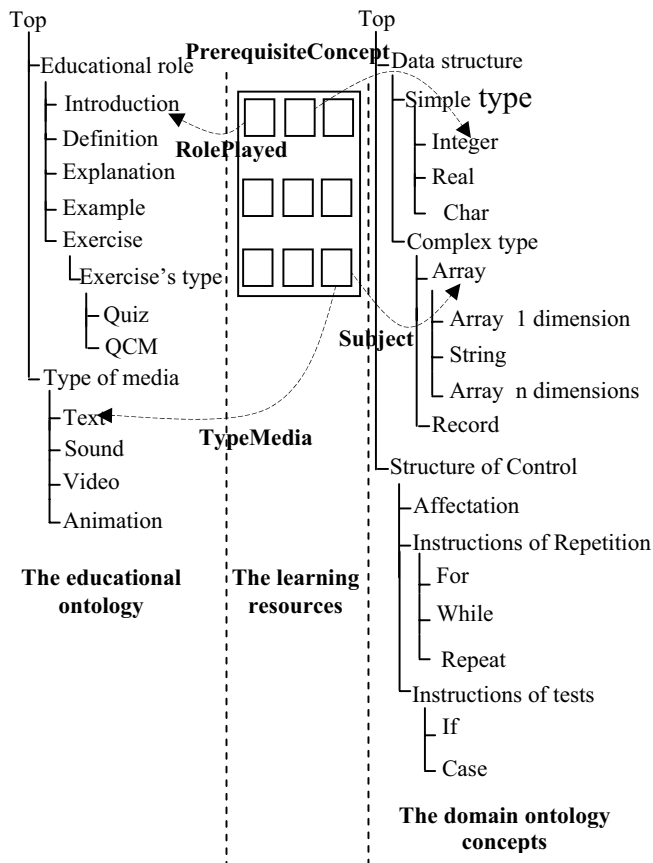 Top
Educational role
Introduction
Definition
Explanation
Example
Exercise
Exercise's type
Quiz
QCM
Type of media
Text
Sound
Video
Animation
The educational
ontology
PrerequisiteConcept
RolePlayed
Subject
TypeMedia
The learning
resources
Top
Data structure
Simple type
Integer
Real
Char
Complex type
Array
Array 1 dimension
String
Array n dimensions
Record
Structure of Control
Affectation
Instructions of Repetition
For
While
Repeat
Instructions of tests
If
Case
The domain ontology
concepts